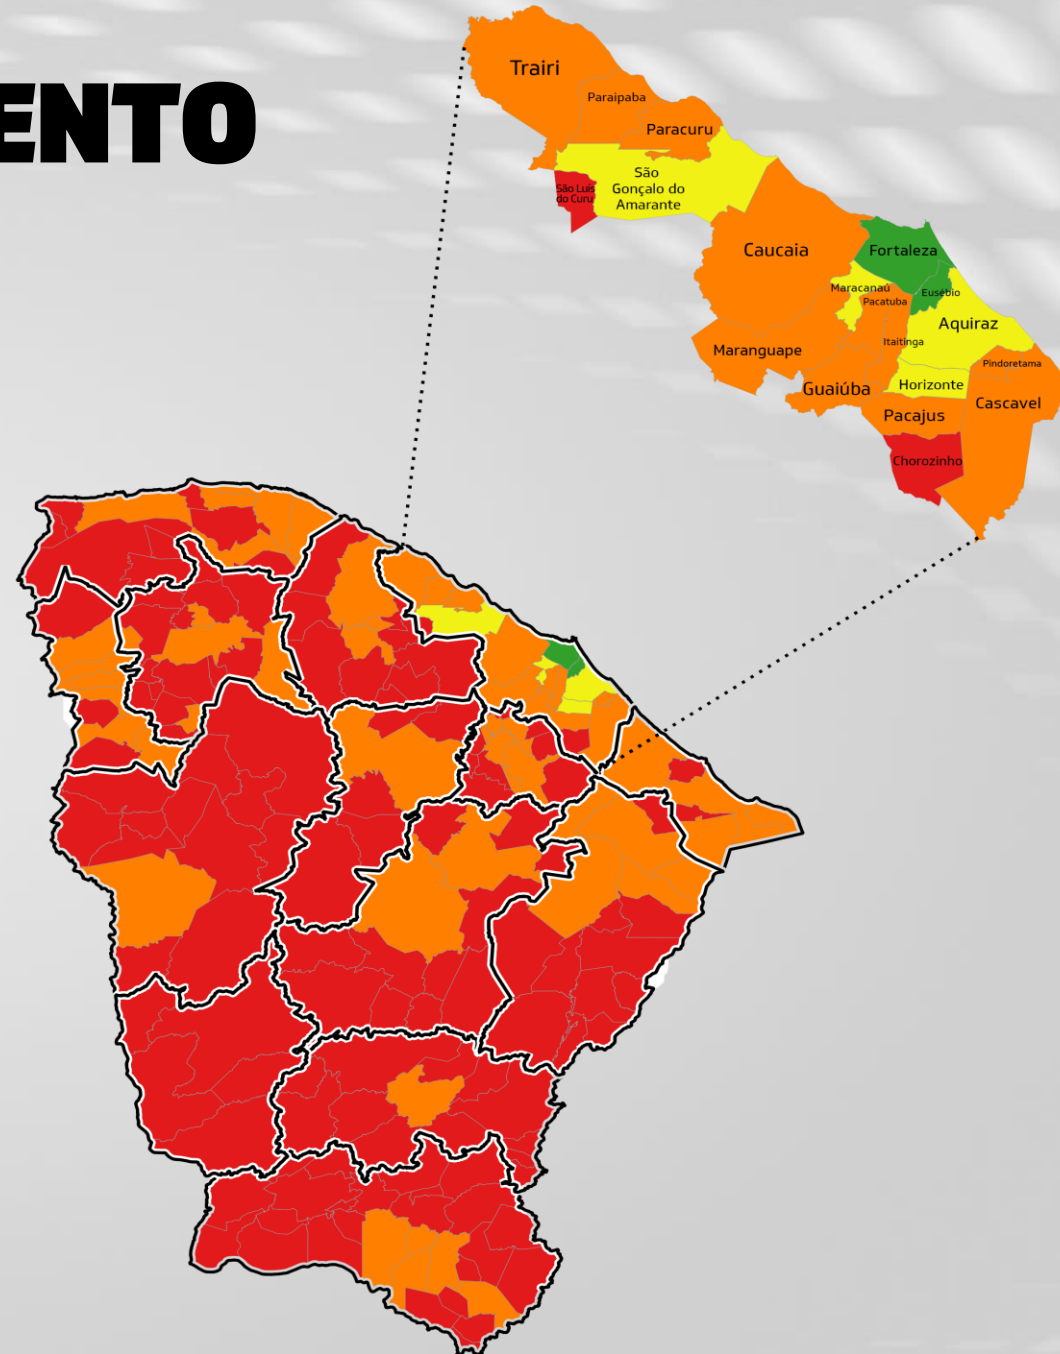 ENTO
Trairi
Paraipaba
Paracuru
São
Gonçalo do
Amarante
São Luis
do Curu
Caucaia
Fortaleza
Maracanaú
Eusébio
Pacatuba
Aquiraz
Itaitinga
Maranguape
Pindoretama
Guaiúba
Horizonte
Cascavel
Pacajus
Chorozinho